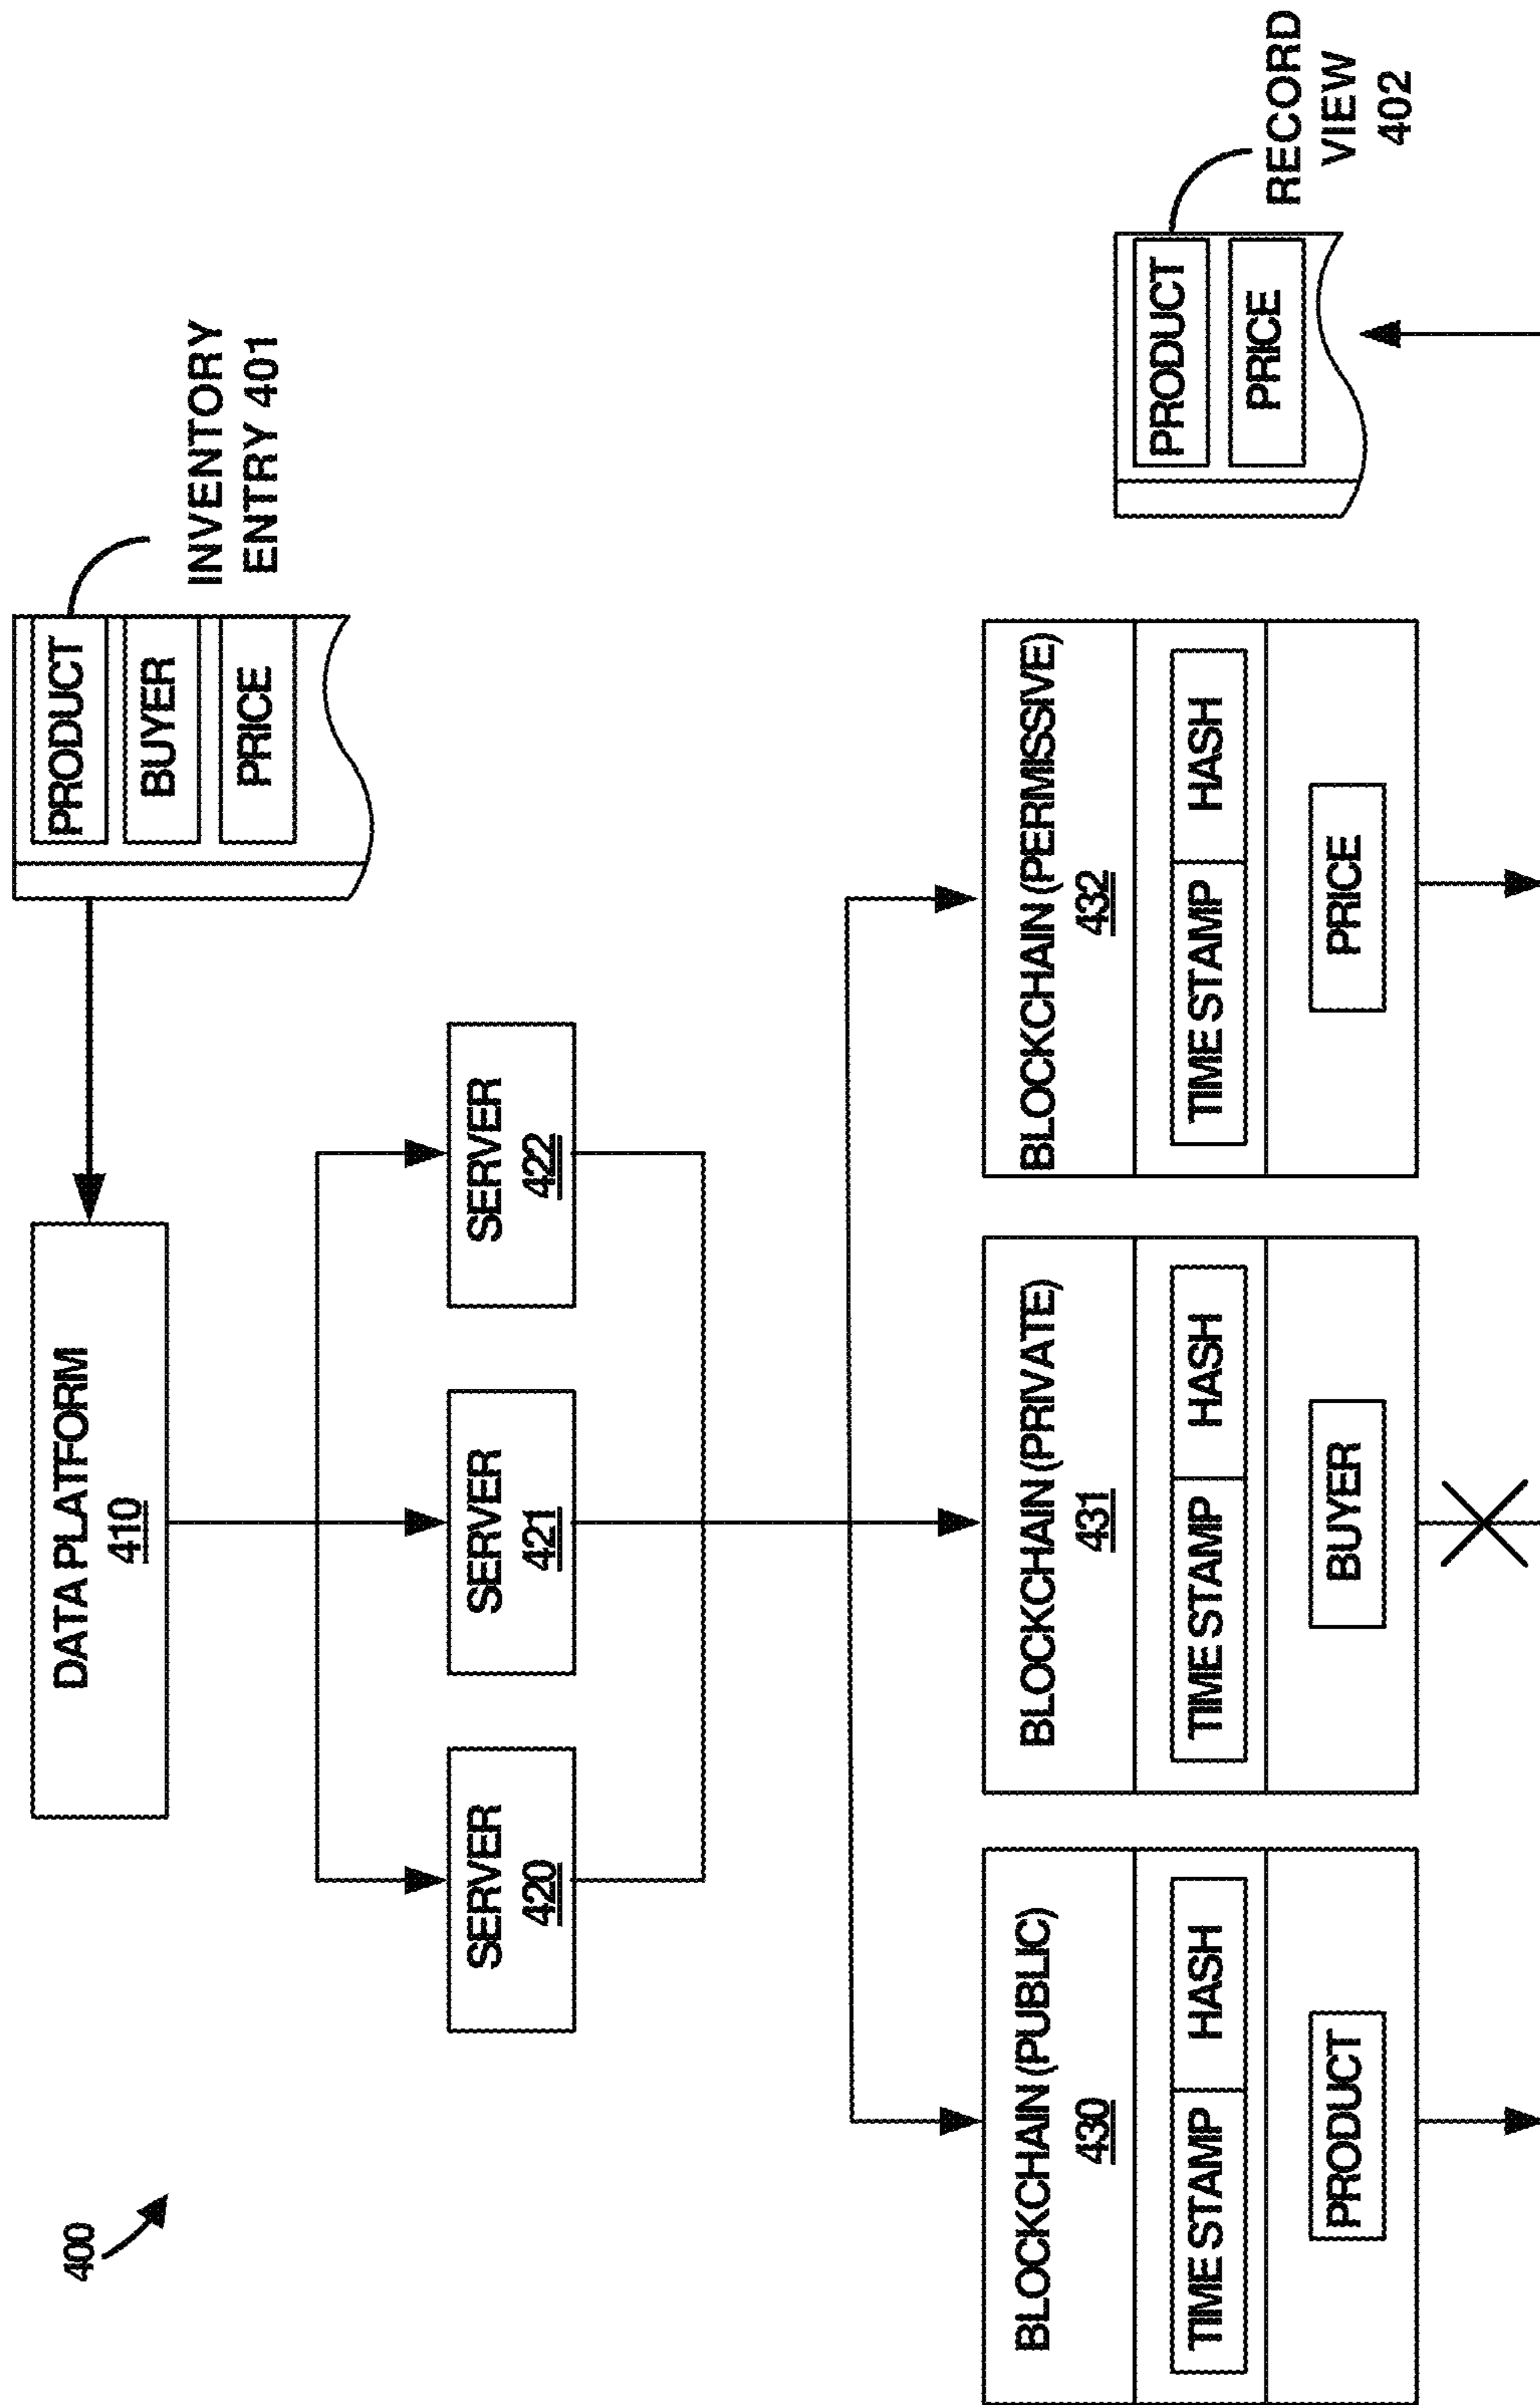 400
DATA PLATFORM
410
PRODUCT
BUYER
PRICE
INVENTORY
ENTRY 401
SERVER
420
SERVER
421
SERVER
422
BLOCKCHAIN (PUBLIC)
430
TIME STAMP
HASH
PRODUCT
BLOCKCHAIN (PRIVATE)
431
TIME STAMP
HASH
BUYER
BLOCKCHAIN (PERMISSIVE)
432
TIME STAMP
HASH
PRICE
PRODUCT
PRICE
RECORD
VIEW
402